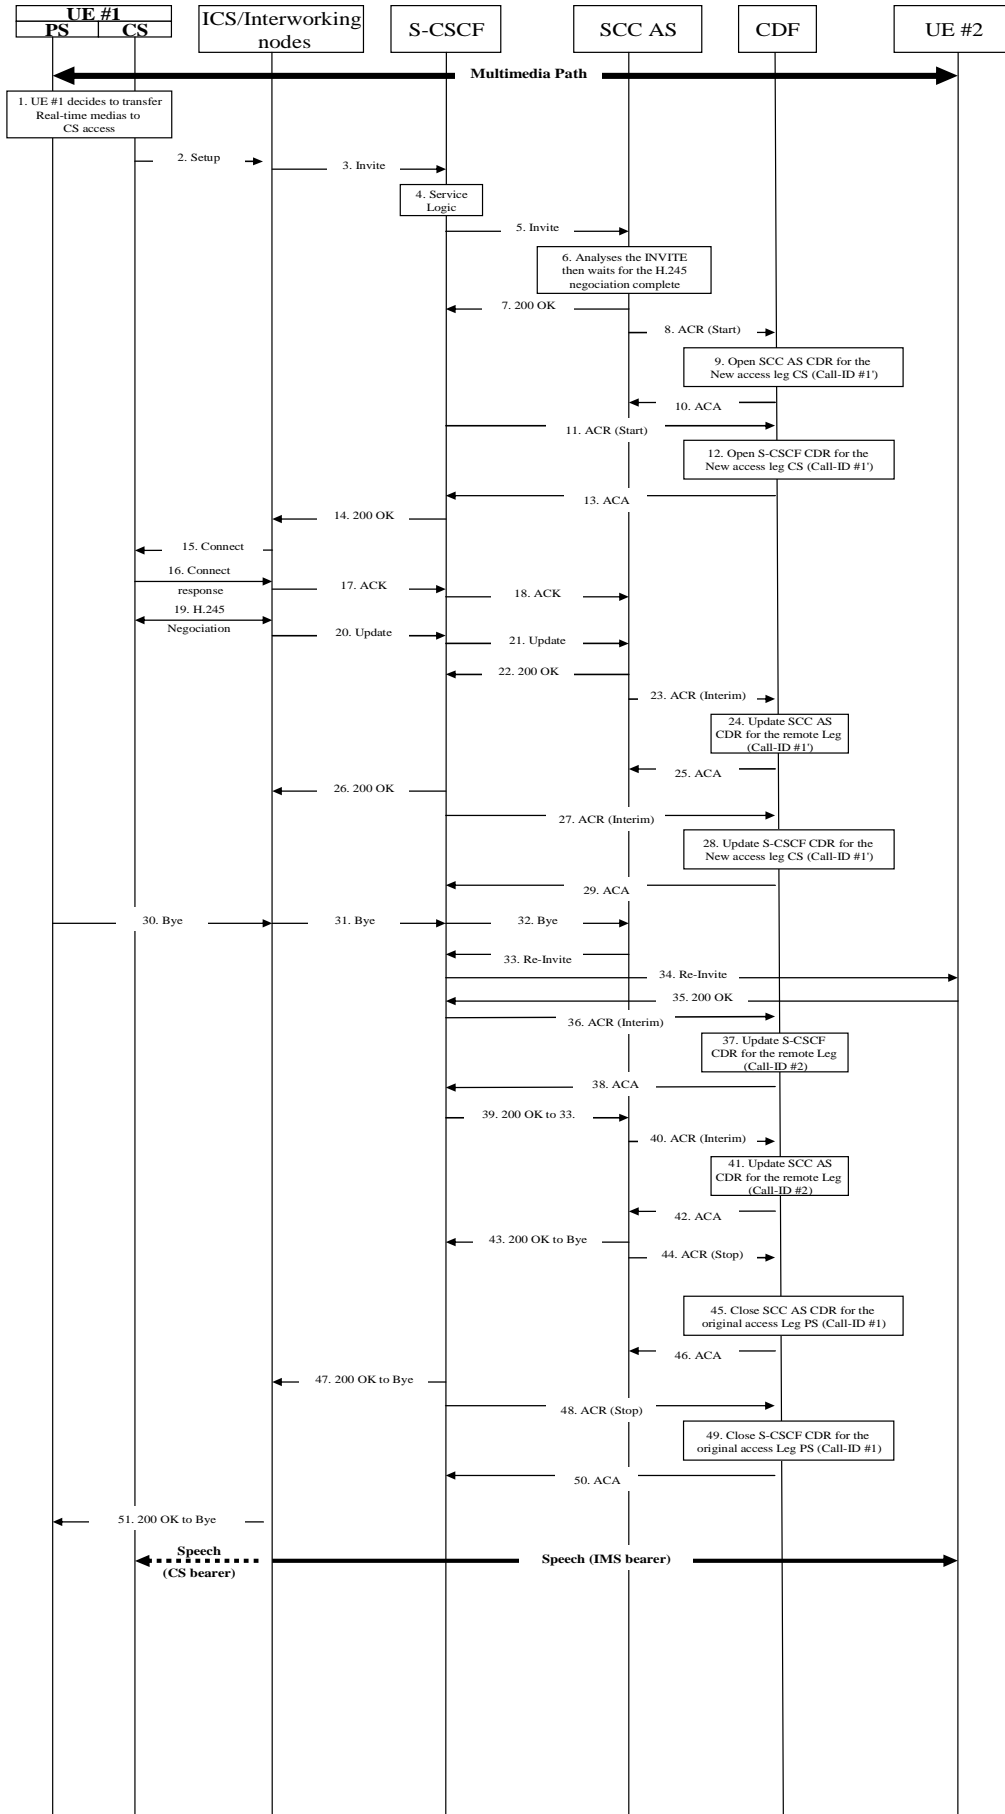 UE #1
PS CS
ICS/Interworking
nodes
S-CSCF
SCC AS
CDF
UE #2
Multimedia Path
1. UE #1 decides to transfer
Real-time medias to
CS access
2. Setup
3. Invite
4. Service
Logic
5. Invite
6. Analyses the INVITE
then waits for the H.245
negociation complete
7. 200 OK
8. ACR (Start)
9. Open SCC AS CDR for the
New access leg CS (Call-ID #1')
10. ACA
11. ACR (Start)
12. Open S-CSCF CDR for the
New access leg CS (Call-ID #1')
13. ACA
14. 200 OK
15. Connect
16. Connect
response
17. ACK
18. ACK
19. H.245
Negociation
20. Update
21. Update
22. 200 OK
23. ACR (Interim)
24. Update SCC AS
CDR for the remote Leg
(Call-ID #1')
25. ACA
26. 200 OK
27. ACR (Interim)
28. Update S-CSCF CDR for the
New access leg CS (Call-ID #1')
29. ACA
30. Bye
31. Bye
32. Bye
33. Re-Invite
34. Re-Invite
35. 200 OK
36. ACR (Interim)
37. Update S-CSCF
CDR for the remote Leg
(Call-ID #2)
38. ACA
39. 200 OK to 33.
40. ACR (Interim)
41. Update SCC AS
CDR for the remote Leg
(Call-ID #2)
42. ACA
43. 200 OK to Bye
44. ACR (Stop)
45. Close SCC AS CDR for the
original access Leg PS (Call-ID #1)
46. ACA
47. 200 OK to Bye
48. ACR (Stop)
49. Close S-CSCF CDR for the
original access Leg PS (Call-ID #1)
50. ACA
51. 200 OK to Bye
Speech
(CS bearer)
Speech (IMS bearer)